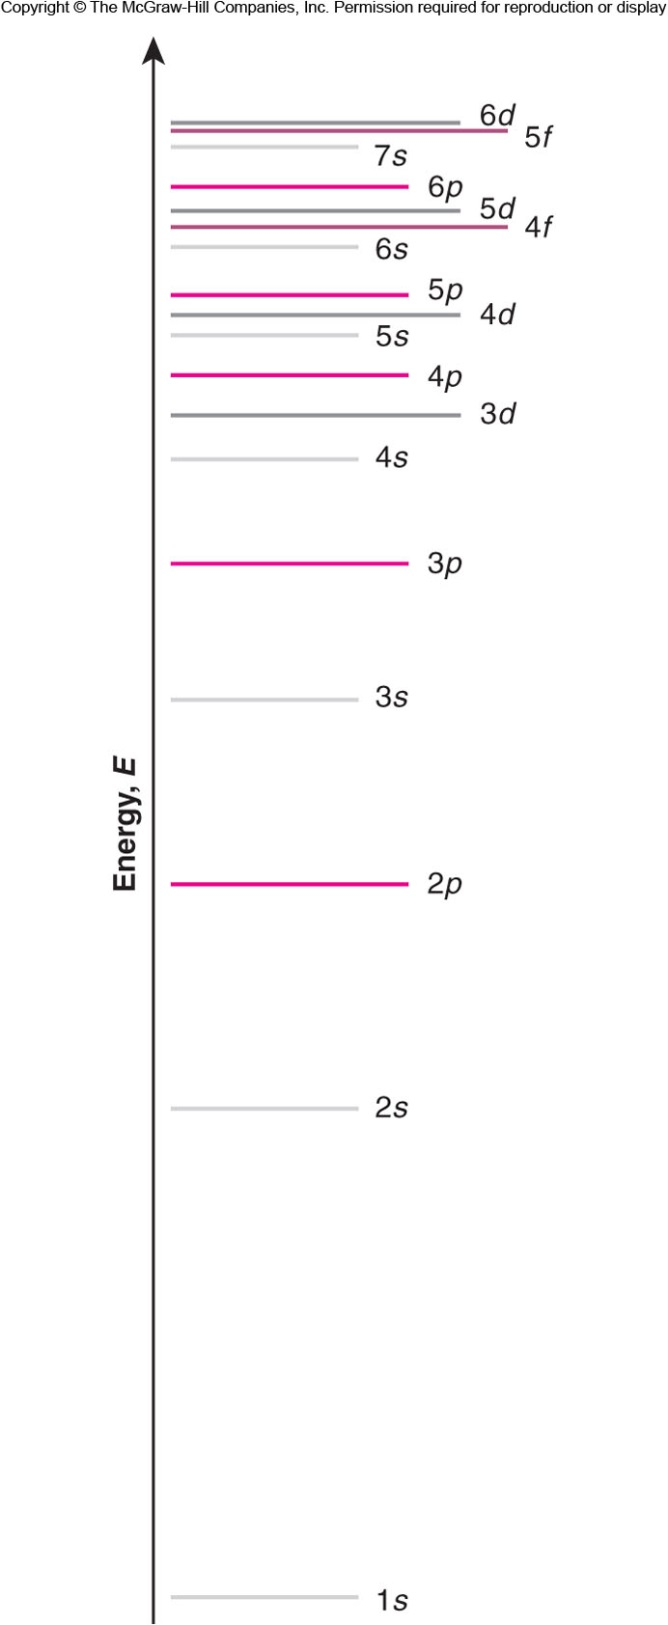 Copyright © The McGraw-Hill Companies, Inc. Permission required for reproduction or display
6d
5f
7s
6p
5d
4f
6s
5p
4d
5s
4p
3d
4s
3p
3s
Energy, E
2p
2s
1s